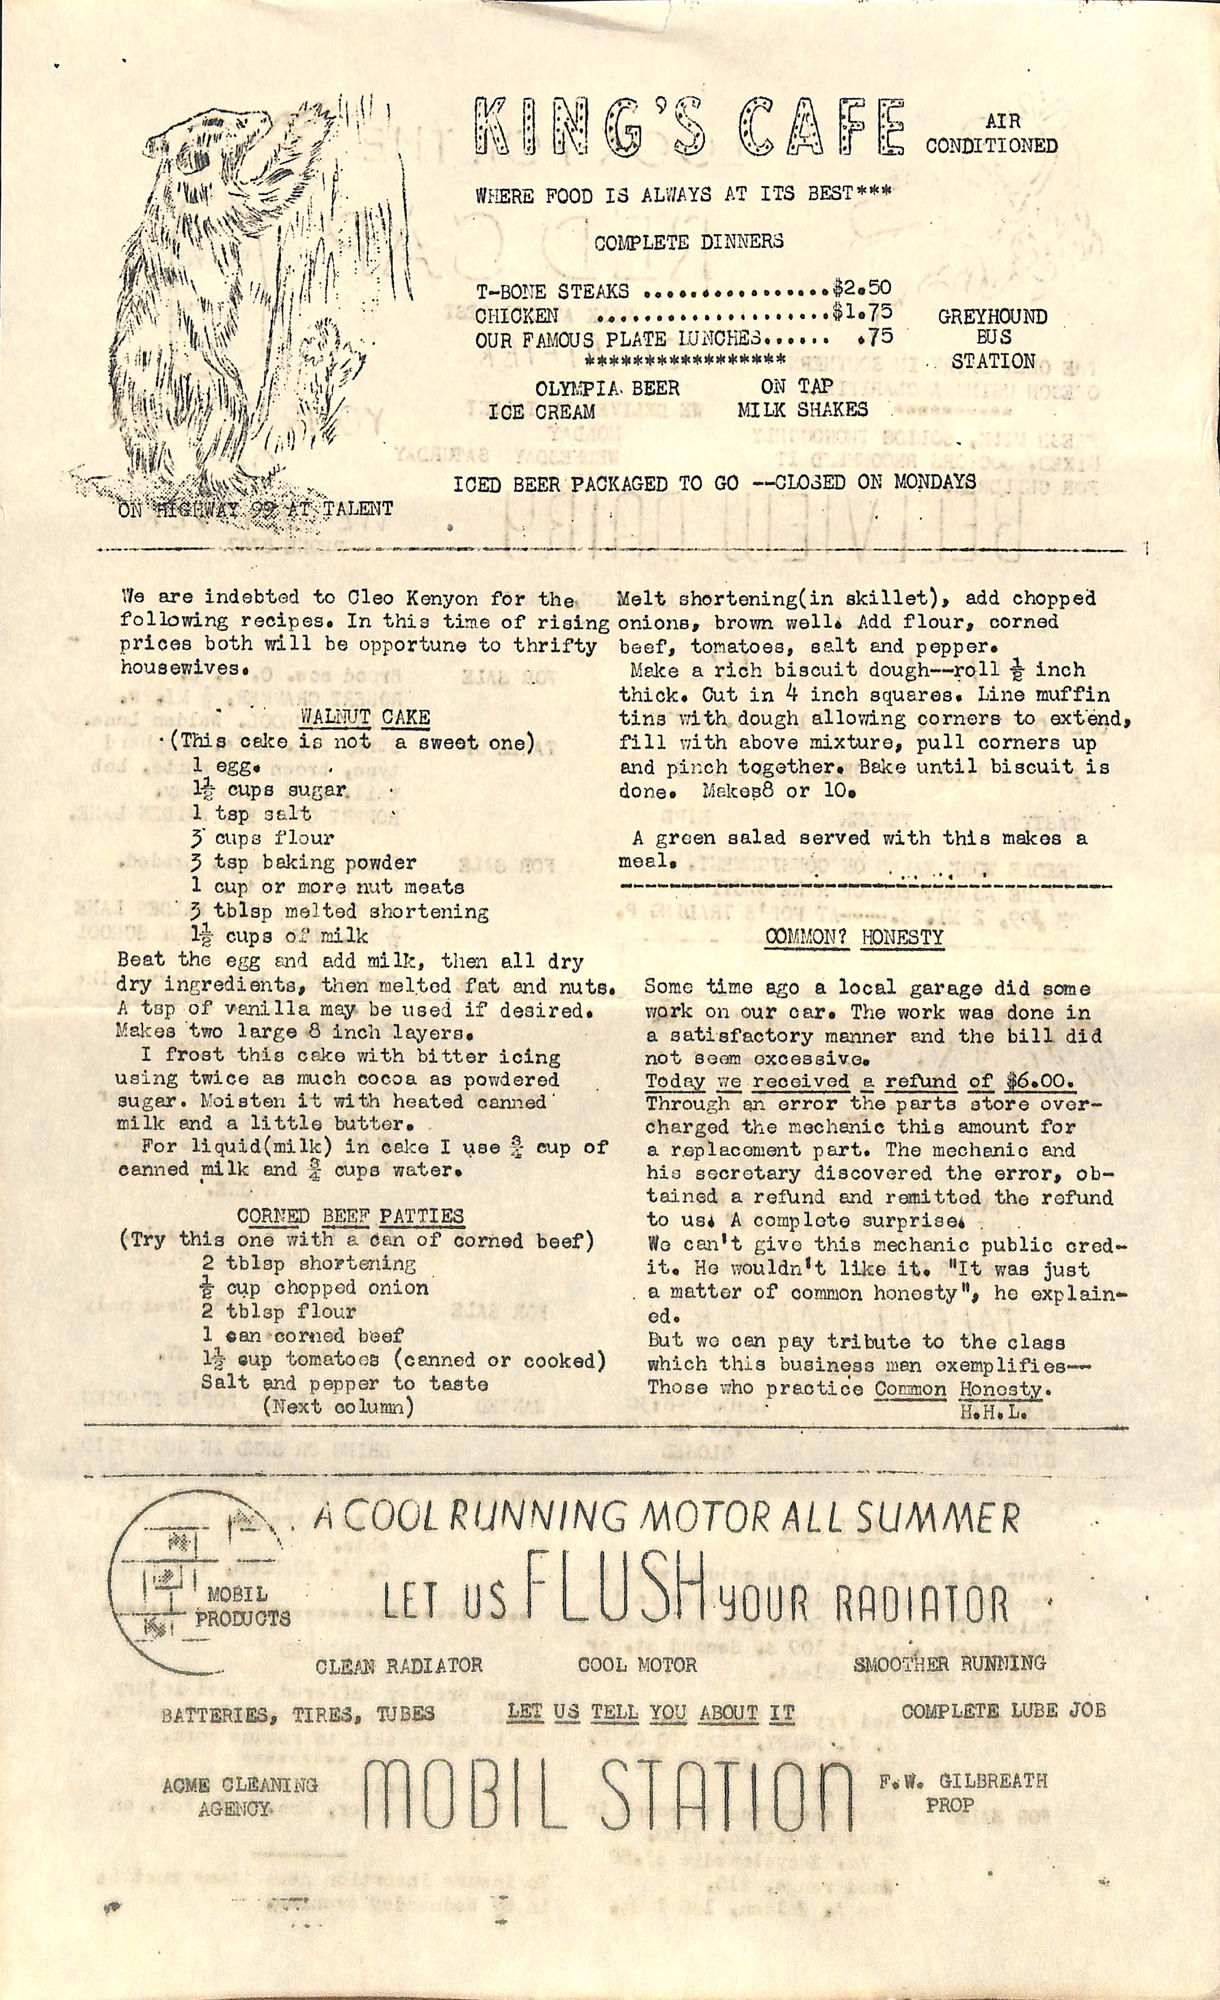 KING'S CAFE
AIR
CONDITIONED
WHERE FOOD IS ALWAYS AT ITS BEST***
COMPLETE DINNERS
T-BONE STEAKS ................$2.50
CHICKEN ......................$1.75
OUR FAMOUS PLATE LUNCHES...... .75
*****************
GREYHOUND
BUS
STATION
OLYMPIA BEER ON TAP
ICE CREAM MILK SHAKES
ICED BEER PACKAGED TO GO --CLOSED ON MONDAYS
ON HIGHWAY 99 AT TALENT
We are indebted to Cleo Kenyon for the
following recipes. In this time of rising
prices both will be opportune to thrifty
housewives.
WALNUT CAKE
(This cake is not a sweet one)
1 egg.
1½ cups sugar
1 tsp salt
3 cups flour
3 tsp baking powder
1 cup or more nut meats
3 tblsp melted shortening
1½ cups of milk
Beat the egg and add milk, then all dry
dry ingredients, then melted fat and nuts.
A tsp of vanilla may be used if desired.
Makes two large 8 inch layers.
I frost this cake with bitter icing
using twice as much cocoa as powdered
sugar. Moisten it with heated canned
milk and a little butter.
For liquid(milk) in cake I use ¾ cup of
canned milk and ¾ cups water.
CORNED BEEF PATTIES
(Try this one with a can of corned beef)
2 tblsp shortening
½ cup chopped onion
2 tblsp flour
1 can corned beef
1½ cup tomatoes (canned or cooked)
Salt and pepper to taste
(Next column)
Melt shortening(in skillet), add chopped
onions, brown well. Add flour, corned
beef, tomatoes, salt and pepper.
Make a rich biscuit dough--roll ½ inch
thick. Cut in 4 inch squares. Line muffin
tins with dough allowing corners to extend,
fill with above mixture, pull corners up
and pinch together. Bake until biscuit is
done. Makes8 or 10.
A green salad served with this makes a
meal.
COMMON? HONESTY
Some time ago a local garage did some
work on our car. The work was done in
a satisfactory manner and the bill did
not seem excessive.
Today we received a refund of $6.00.
Through an error the parts store over-
charged the mechanic this amount for
a replacement part. The mechanic and
his secretary discovered the error, ob-
tained a refund and remitted the refund
to us. A complete surprise.
We can't give this mechanic public cred-
it. He wouldn't like it. "It was just
a matter of common honesty", he explain-
ed.
But we can pay tribute to the class
which this business man exemplifies--
Those who practice Common Honesty.
H.H.L.
A COOL RUNNING MOTOR ALL SUMMER
LET US FLUSH YOUR RADIATOR
MOBIL
PRODUCTS
CLEAN RADIATOR COOL MOTOR SMOOTHER RUNNING
BATTERIES, TIRES, TUBES LET US TELL YOU ABOUT IT COMPLETE LUBE JOB
ACME CLEANING
AGENCY
MOBIL STATION
F.W. GILBREATH
PROP